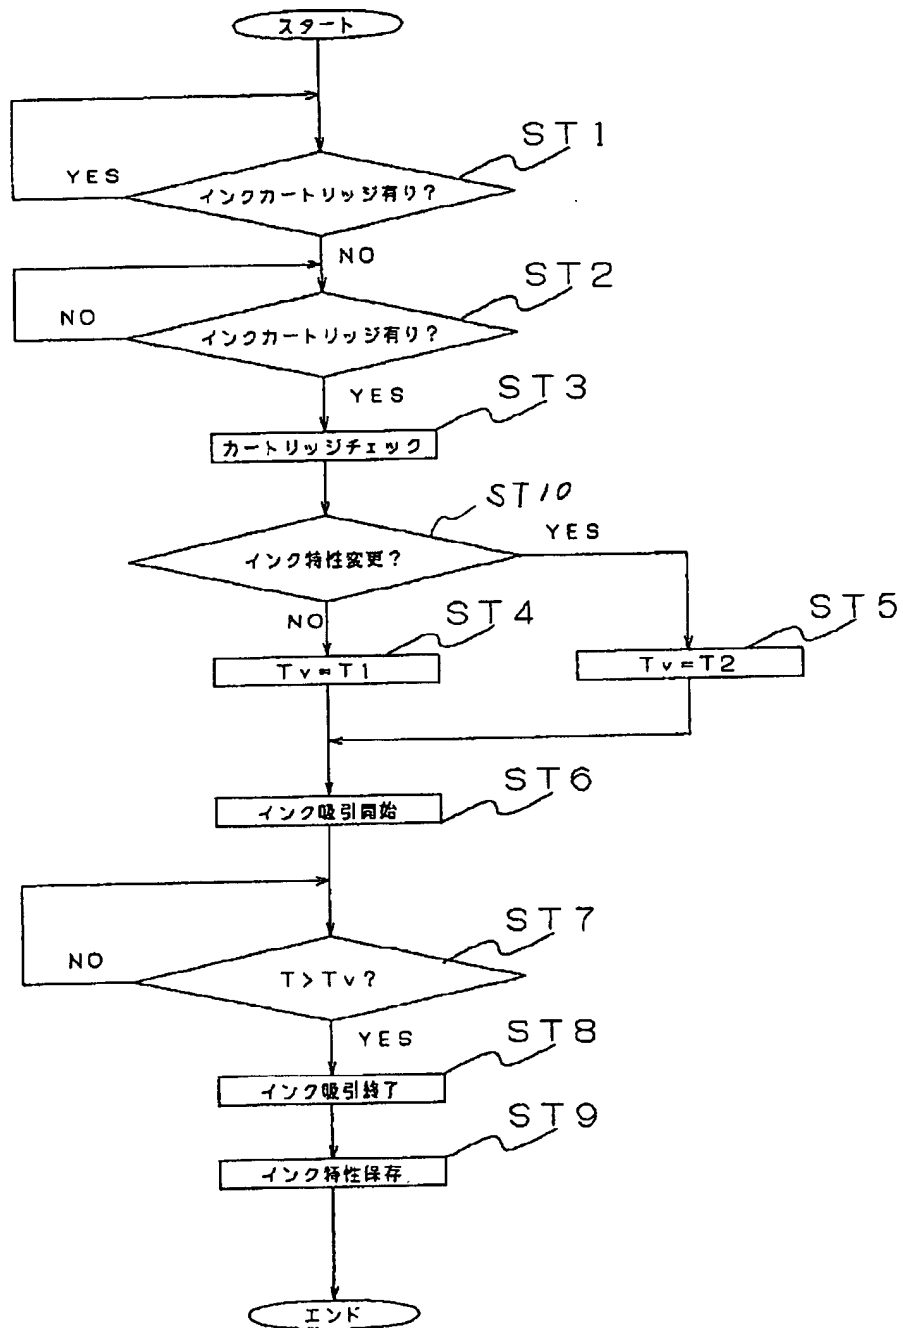 スタート
ST1
YES
インクカートリッジ有り?
NO
ST2
NO
インクカートリッジ有り?
YES
ST3
カートリッジチェック
ST10
YES
インク特性変更?
NO
ST4
ST5
Tv=T1
Tv=T2
ST6
インク吸引開始
ST7
NO
T>Tv?
YES
ST8
インク吸引終了
ST9
インク特性保存
エンド